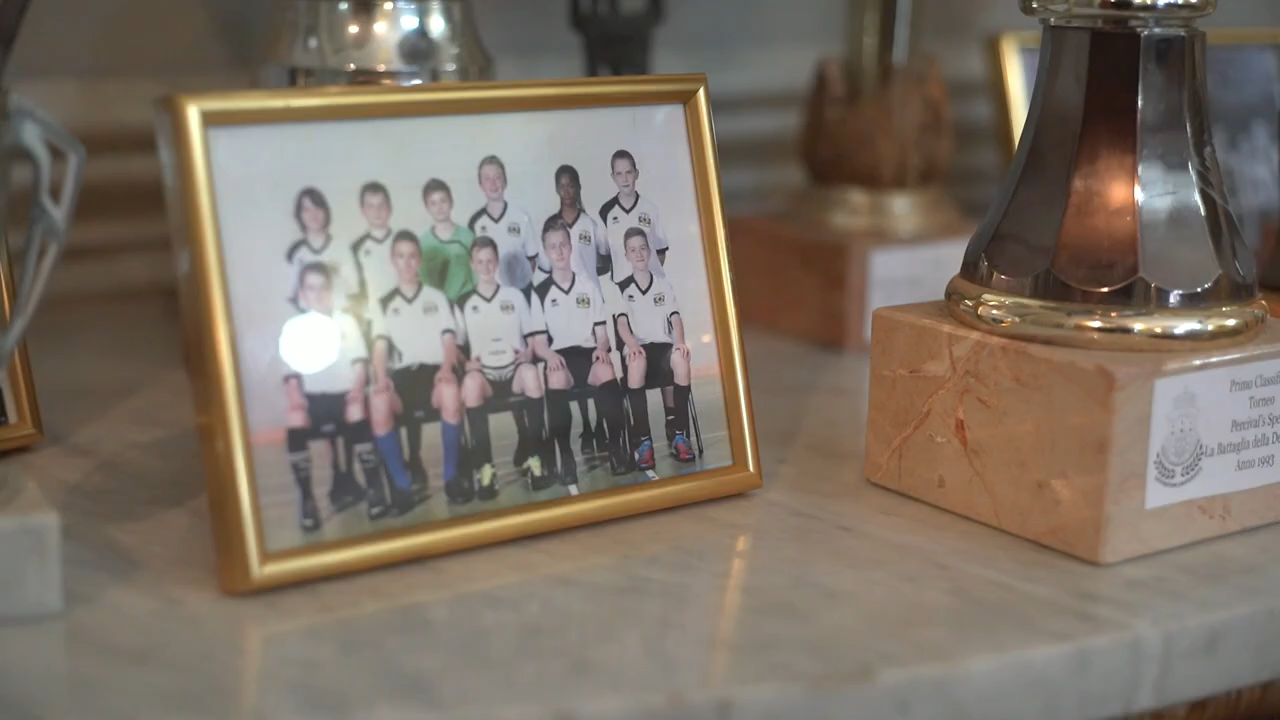 Primo Classifi
Torneo
Percival's Spe
La Battaglia della De
Anno 1993